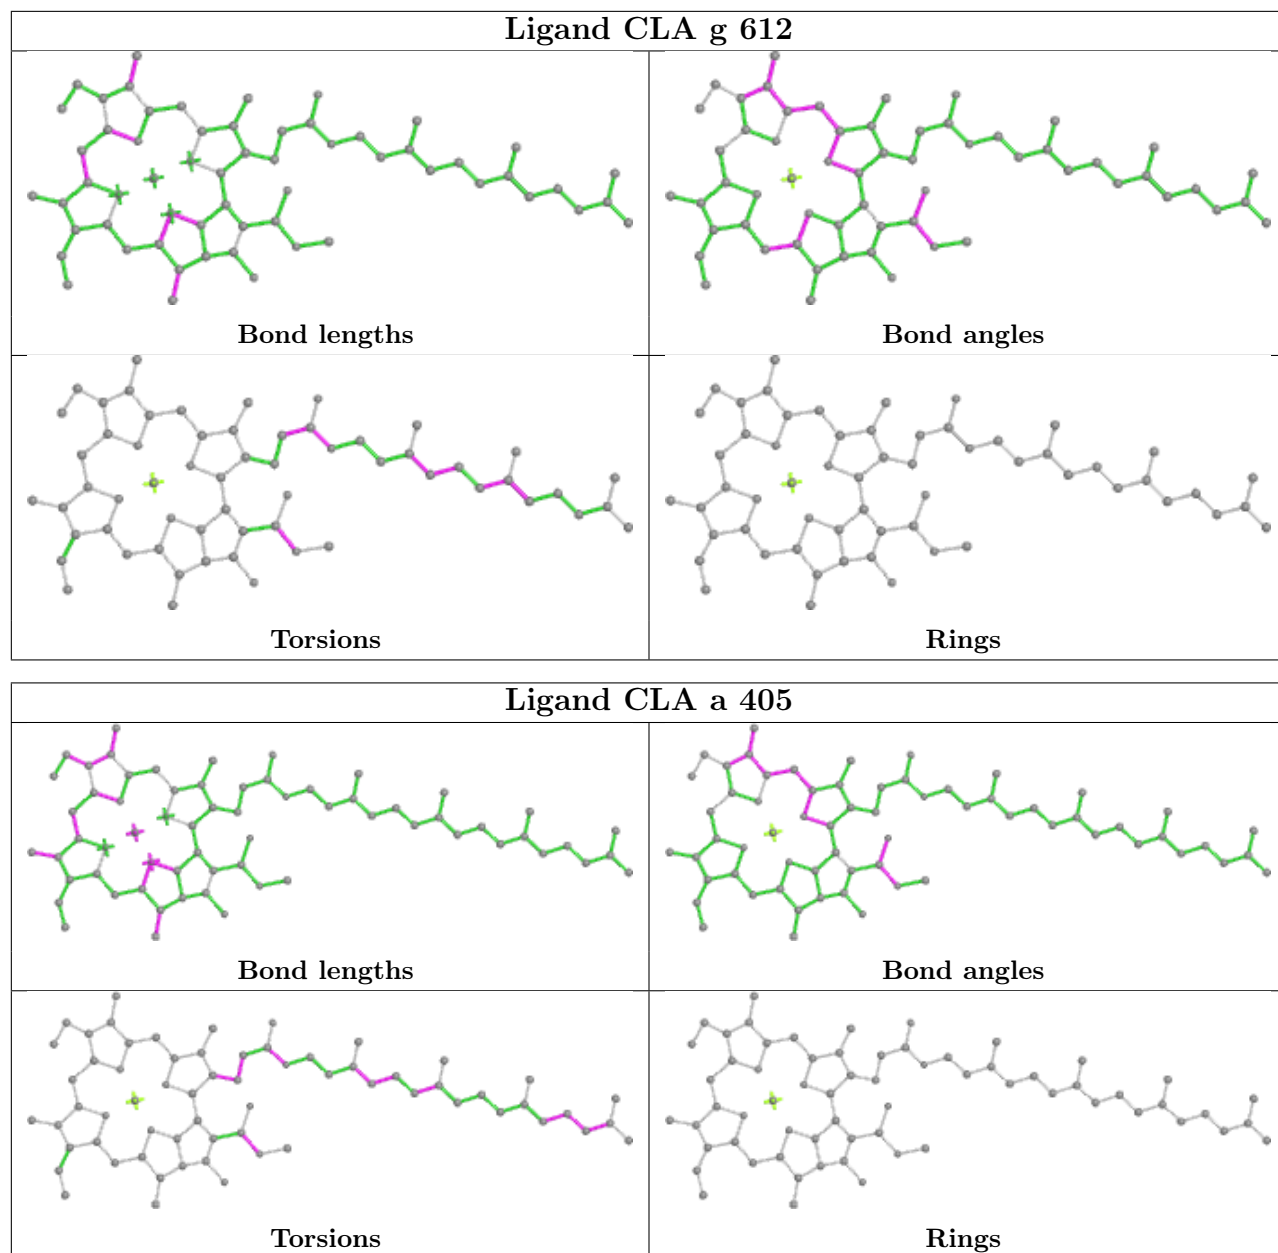 Ligand CLA g 612
Bond lengths
Bond angles
Torsions
Rings
Ligand CLA a 405
Bond lengths
Bond angles
Torsions
Rings